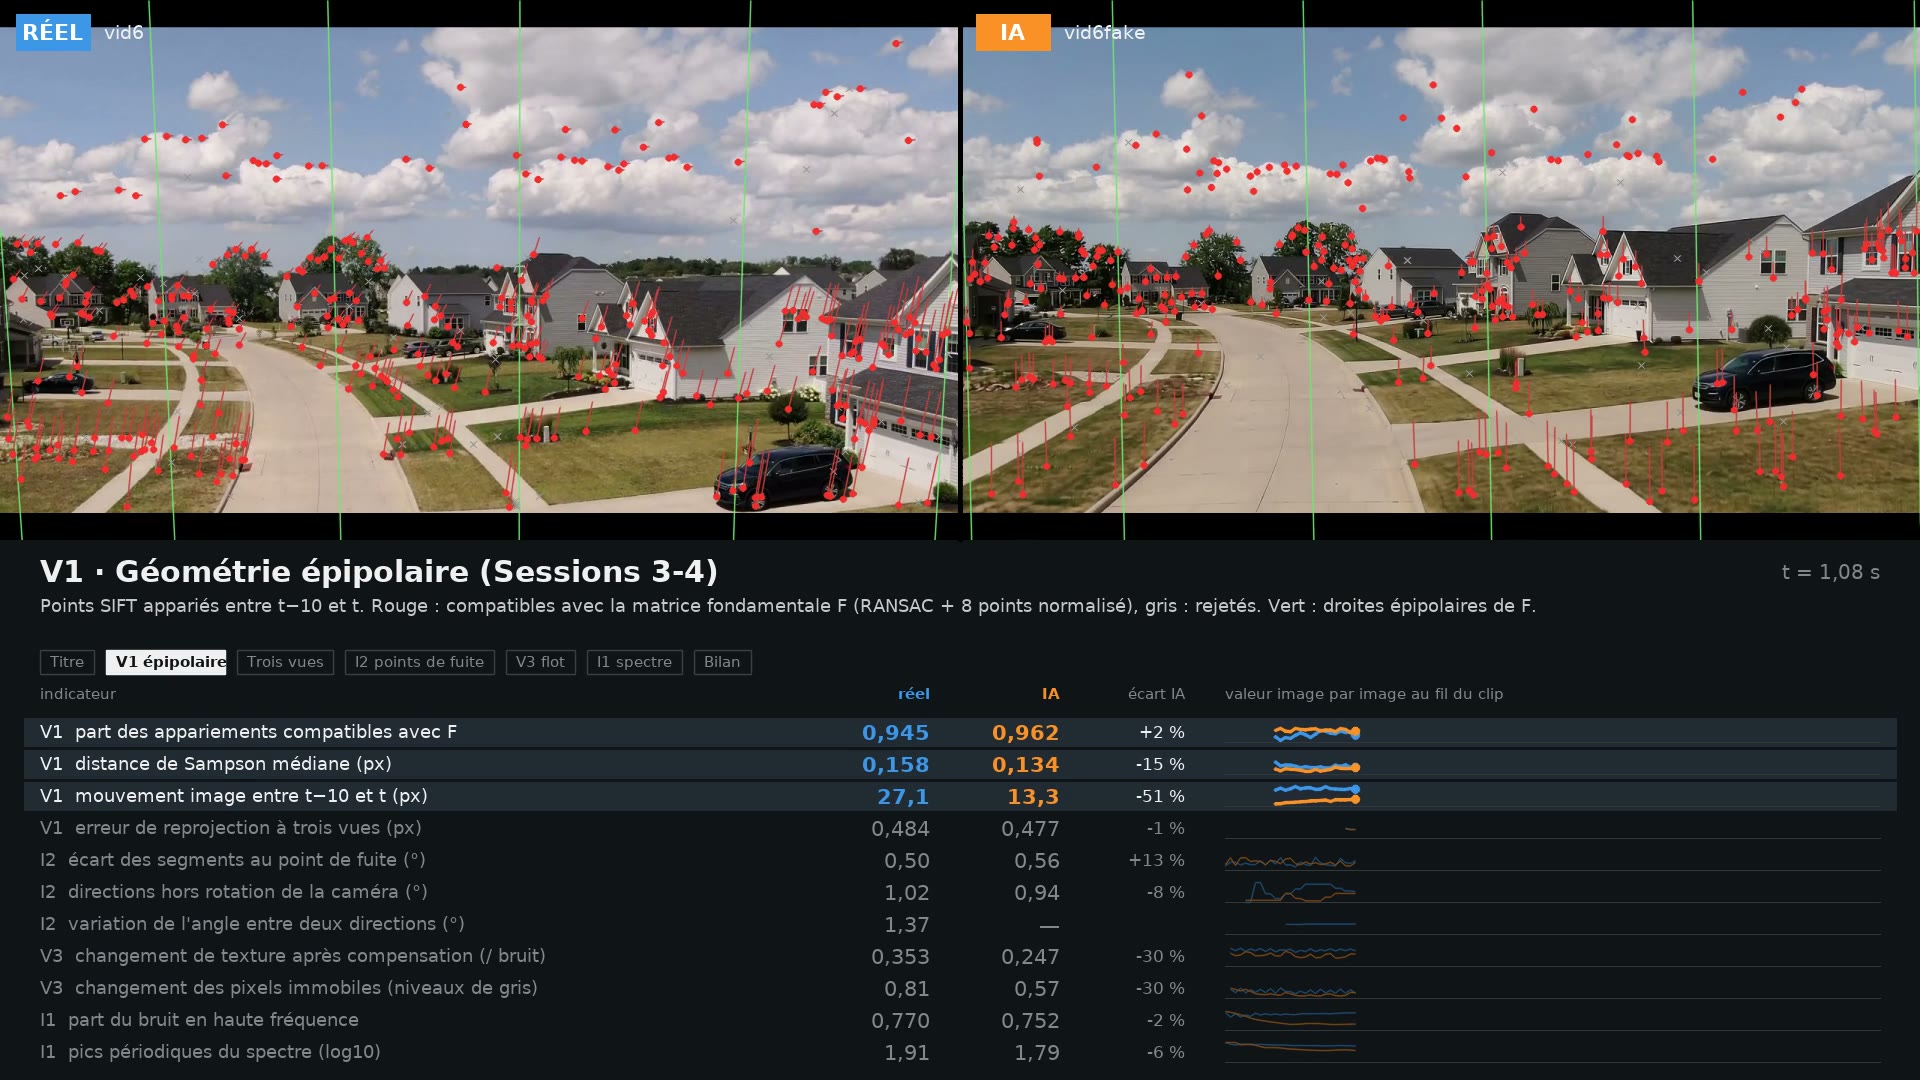 RÉEL vid6
IA vid6fake
V1 · Géométrie épipolaire (Sessions 3-4)
t = 1,08 s
Points SIFT appariés entre t−10 et t. Rouge : compatibles avec la matrice fondamentale F (RANSAC + 8 points normalisé), gris : rejetés. Vert : droites épipolaires de F.
Titre V1 épipolaire Trois vues I2 points de fuite V3 flot I1 spectre Bilan
indicateur réel IA écart IA valeur image par image au fil du clip
V1 part des appariements compatibles avec F 0,945 0,962 +2 %
V1 distance de Sampson médiane (px) 0,158 0,134 -15 %
V1 mouvement image entre t−10 et t (px) 27,1 13,3 -51 %
V1 erreur de reprojection à trois vues (px) 0,484 0,477 -1 %
I2 écart des segments au point de fuite (°) 0,50 0,56 +13 %
I2 directions hors rotation de la caméra (°) 1,02 0,94 -8 %
I2 variation de l'angle entre deux directions (°) 1,37 —
V3 changement de texture après compensation (/ bruit) 0,353 0,247 -30 %
V3 changement des pixels immobiles (niveaux de gris) 0,81 0,57 -30 %
I1 part du bruit en haute fréquence 0,770 0,752 -2 %
I1 pics périodiques du spectre (log10) 1,91 1,79 -6 %